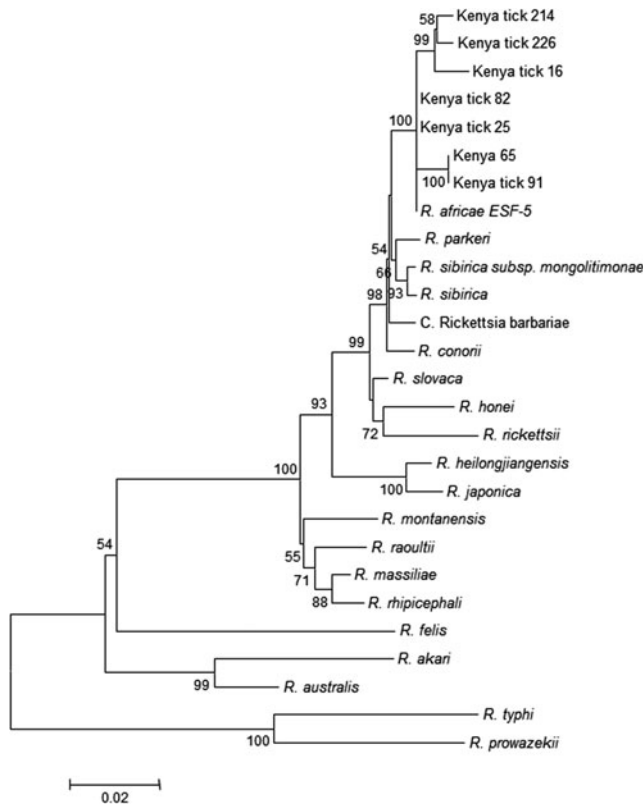 58
Kenya tick 214
99
Kenya tick 226
Kenya tick 16
Kenya tick 82
100
Kenya tick 25
Kenya 65
100
Kenya tick 91
R. africae ESF-5
R. parkeri
54
66
R. sibirica subsp. mongolitimonae
98
93
R. sibirica
C. Rickettsia barbariae
99
R. conorii
R. slovaca
93
R. honei
72
R. rickettsii
100
R. heilongjiangensis
100
R. japonica
R. montanensis
54
55
R. raoultii
71
R. massiliae
88
R. rhipicephali
R. felis
R. akari
99
R. australis
R. typhi
100
R. prowazekii
0.02